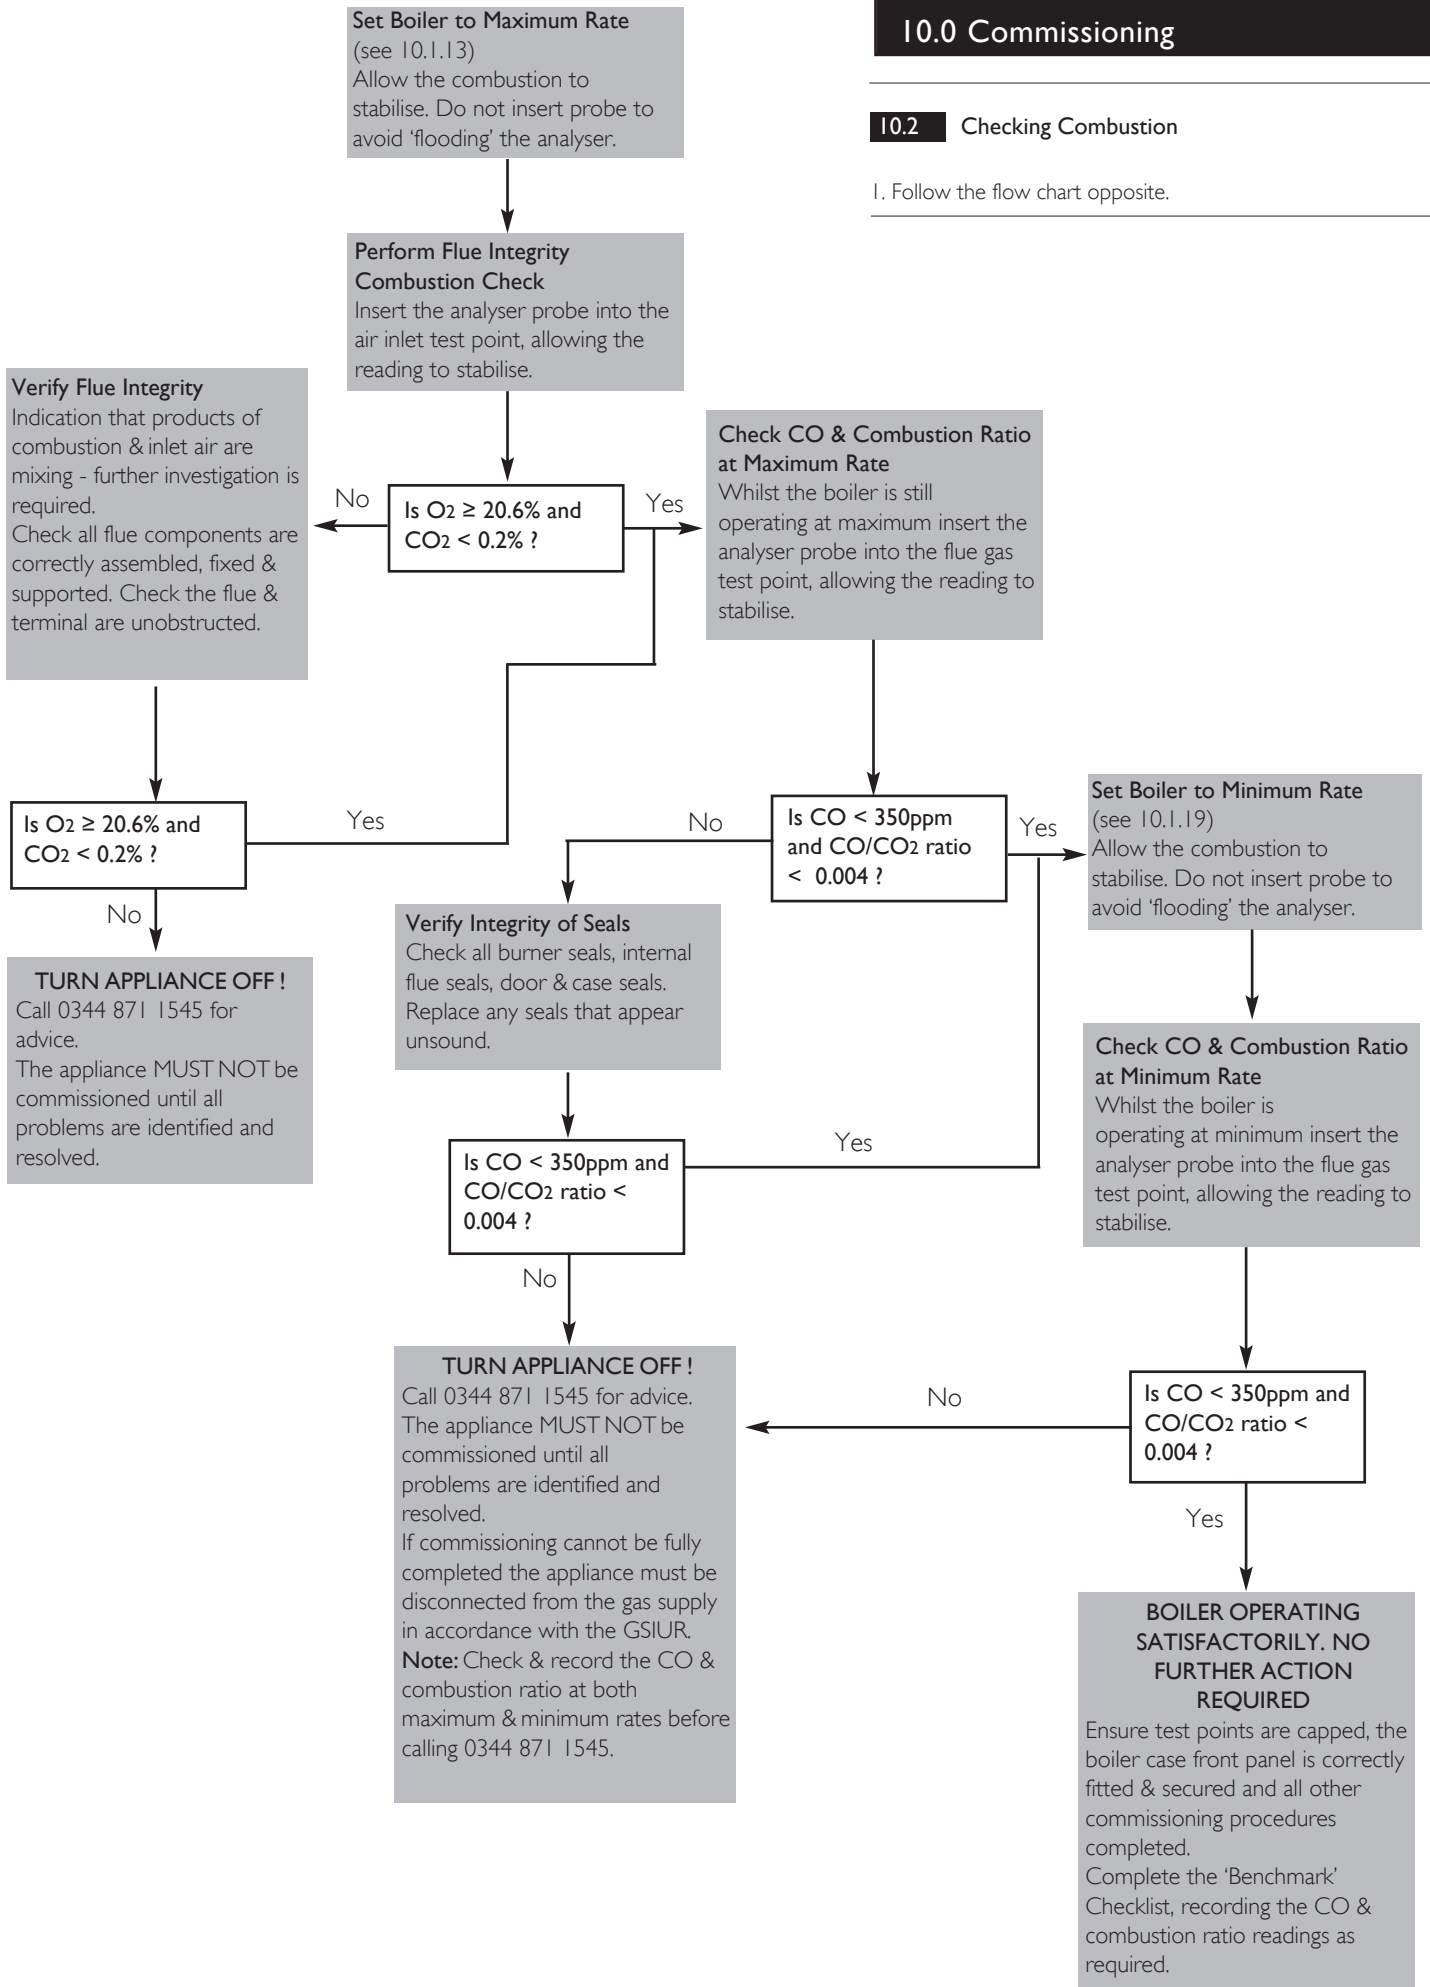 10.0 Commissioning
10.2 Checking Combustion
1. Follow the flow chart opposite.
Set Boiler to Maximum Rate
(see 10.1.13)
Allow the combustion to
stabilise. Do not insert probe to
avoid ‘flooding’ the analyser.
Perform Flue Integrity
Combustion Check
Insert the analyser probe into the
air inlet test point, allowing the
reading to stabilise.
Is O2 ≥ 20.6% and
CO2 < 0.2% ?
No
Yes
Verify Flue Integrity
Indication that products of
combustion & inlet air are
mixing - further investigation is
required.
Check all flue components are
correctly assembled, fixed &
supported. Check the flue &
terminal are unobstructed.
Is O2 ≥ 20.6% and
CO2 < 0.2% ?
Yes
No
TURN APPLIANCE OFF !
Call 0344 871 1545 for
advice.
The appliance MUST NOT be
commissioned until all
problems are identified and
resolved.
Check CO & Combustion Ratio
at Maximum Rate
Whilst the boiler is still
operating at maximum insert the
analyser probe into the flue gas
test point, allowing the reading to
stabilise.
Is CO < 350ppm
and CO/CO2 ratio
< 0.004 ?
No
Yes
Verify Integrity of Seals
Check all burner seals, internal
flue seals, door & case seals.
Replace any seals that appear
unsound.
Is CO < 350ppm and
CO/CO2 ratio <
0.004 ?
Yes
No
TURN APPLIANCE OFF !
Call 0344 871 1545 for advice.
The appliance MUST NOT be
commissioned until all
problems are identified and
resolved.
If commissioning cannot be fully
completed the appliance must be
disconnected from the gas supply
in accordance with the GSIUR.
Note: Check & record the CO &
combustion ratio at both
maximum & minimum rates before
calling 0344 871 1545.
Set Boiler to Minimum Rate
(see 10.1.19)
Allow the combustion to
stabilise. Do not insert probe to
avoid ‘flooding’ the analyser.
Check CO & Combustion Ratio
at Minimum Rate
Whilst the boiler is
operating at minimum insert the
analyser probe into the flue gas
test point, allowing the reading to
stabilise.
Is CO < 350ppm and
CO/CO2 ratio <
0.004 ?
No
Yes
BOILER OPERATING
SATISFACTORILY. NO
FURTHER ACTION
REQUIRED
Ensure test points are capped, the
boiler case front panel is correctly
fitted & secured and all other
commissioning procedures
completed.
Complete the ‘Benchmark’
Checklist, recording the CO &
combustion ratio readings as
required.